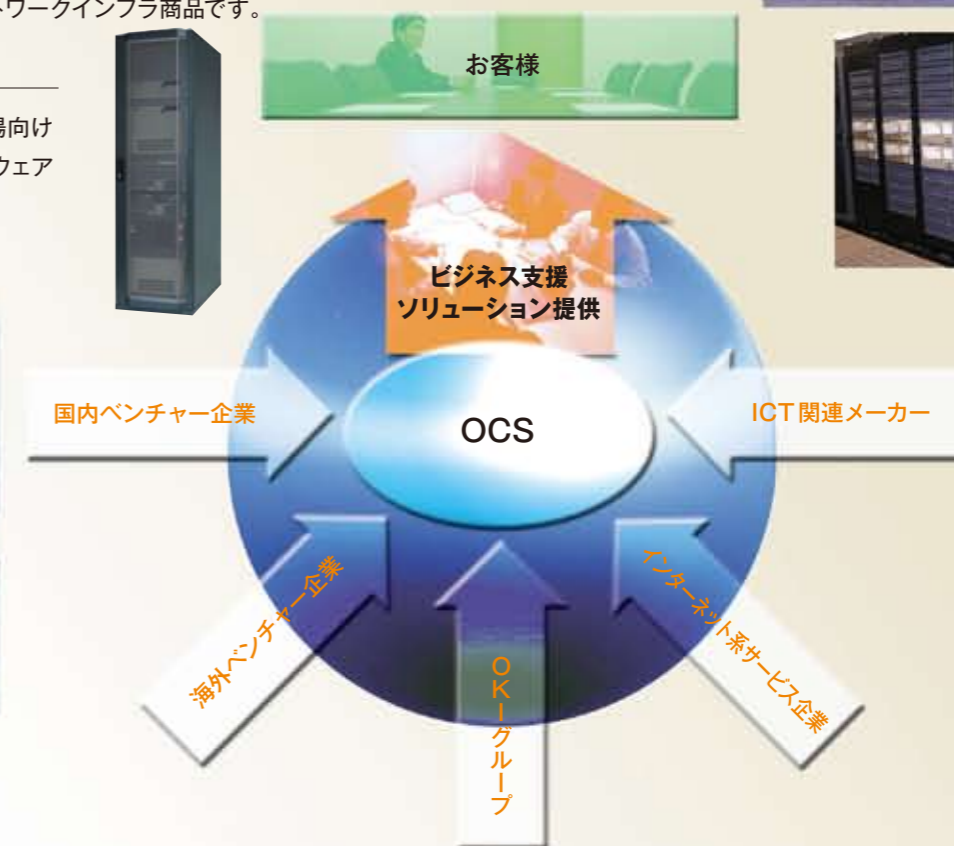 トワークインフラ商品です。
場向け
ウェア
お客様
ビジネス支援
ソリューション提供
国内ベンチャー企業
OCS
ICT関連メーカー
海外ベンチャー企業
OKIグループ
インターネット系サービス企業